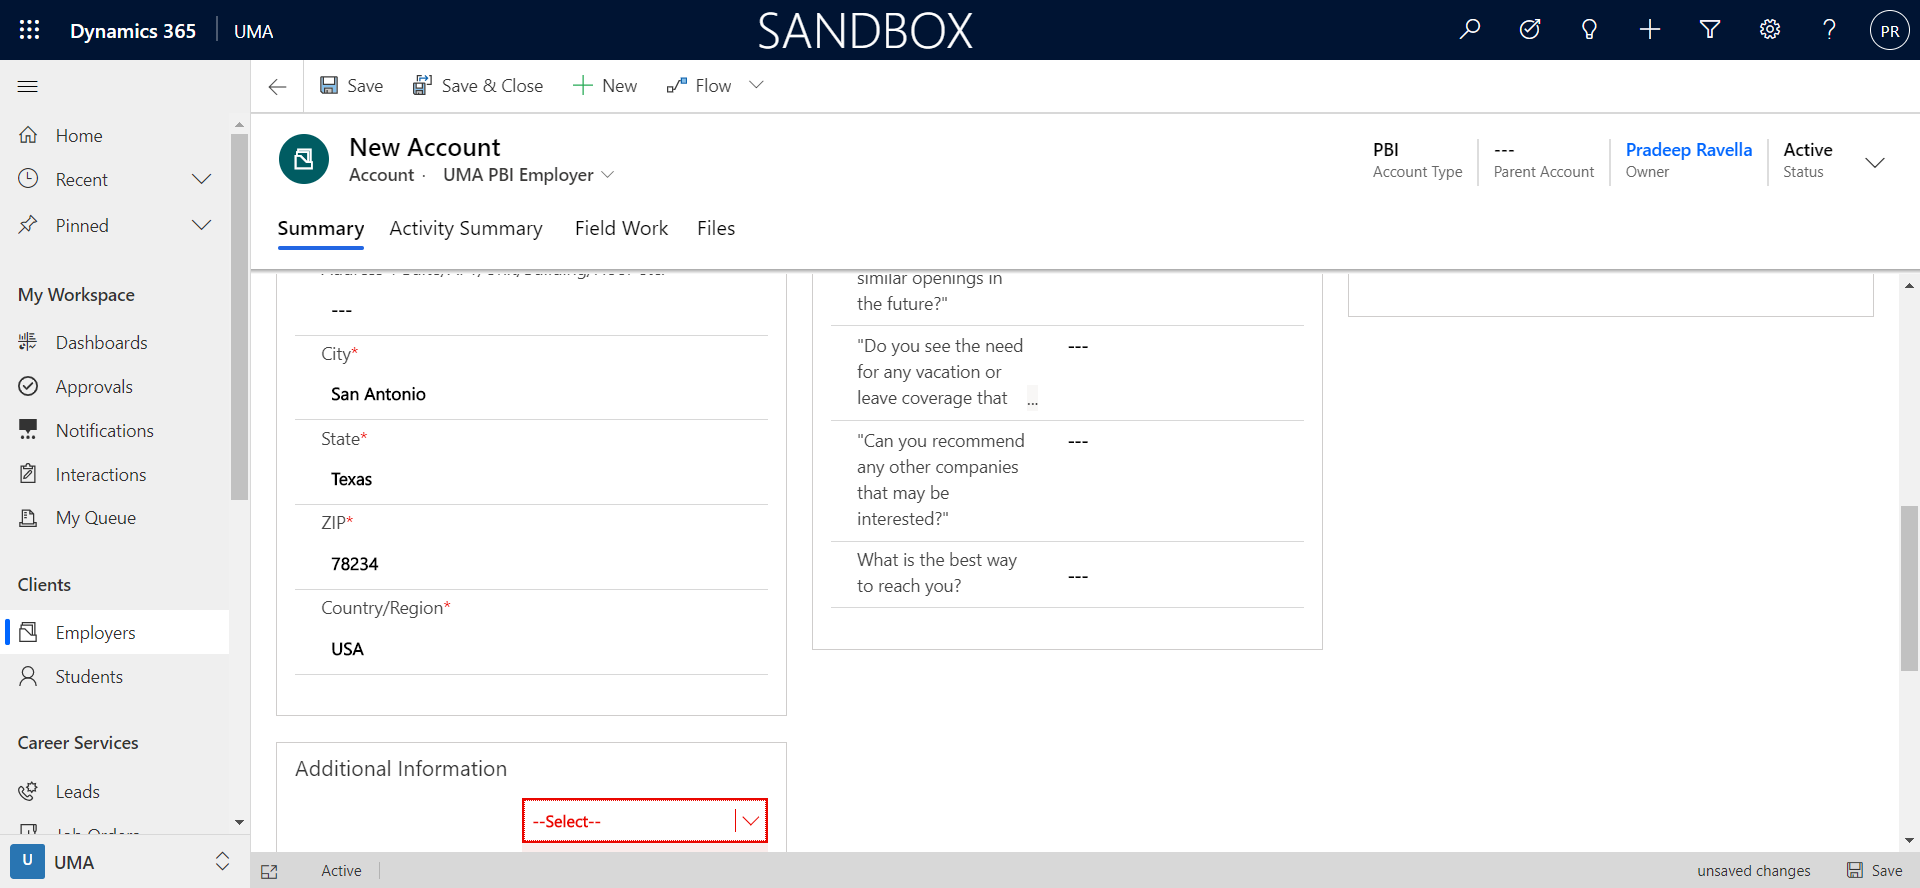 Dynamics 365
UMA
SANDBOX
PR
Save
Save & Close
New
Flow
Home
Recent
Pinned
My Workspace
Dashboards
Approvals
Notifications
Interactions
My Queue
Clients
Employers
Students
Career Services
Leads
Job Orders
U
UMA
New Account
Account · UMA PBI Employer
PBI
Account Type
---
Parent Account
Pradeep Ravella
Owner
Active
Status
Summary
Activity Summary
Field Work
Files
---
City*
San Antonio
State*
Texas
ZIP*
78234
Country/Region*
USA
Additional Information
--Select--
similar openings in
the future?"
"Do you see the need
for any vacation or
leave coverage that ...
---
"Can you recommend
any other companies
that may be
interested?"
---
What is the best way
to reach you?
---
Active
unsaved changes
Save